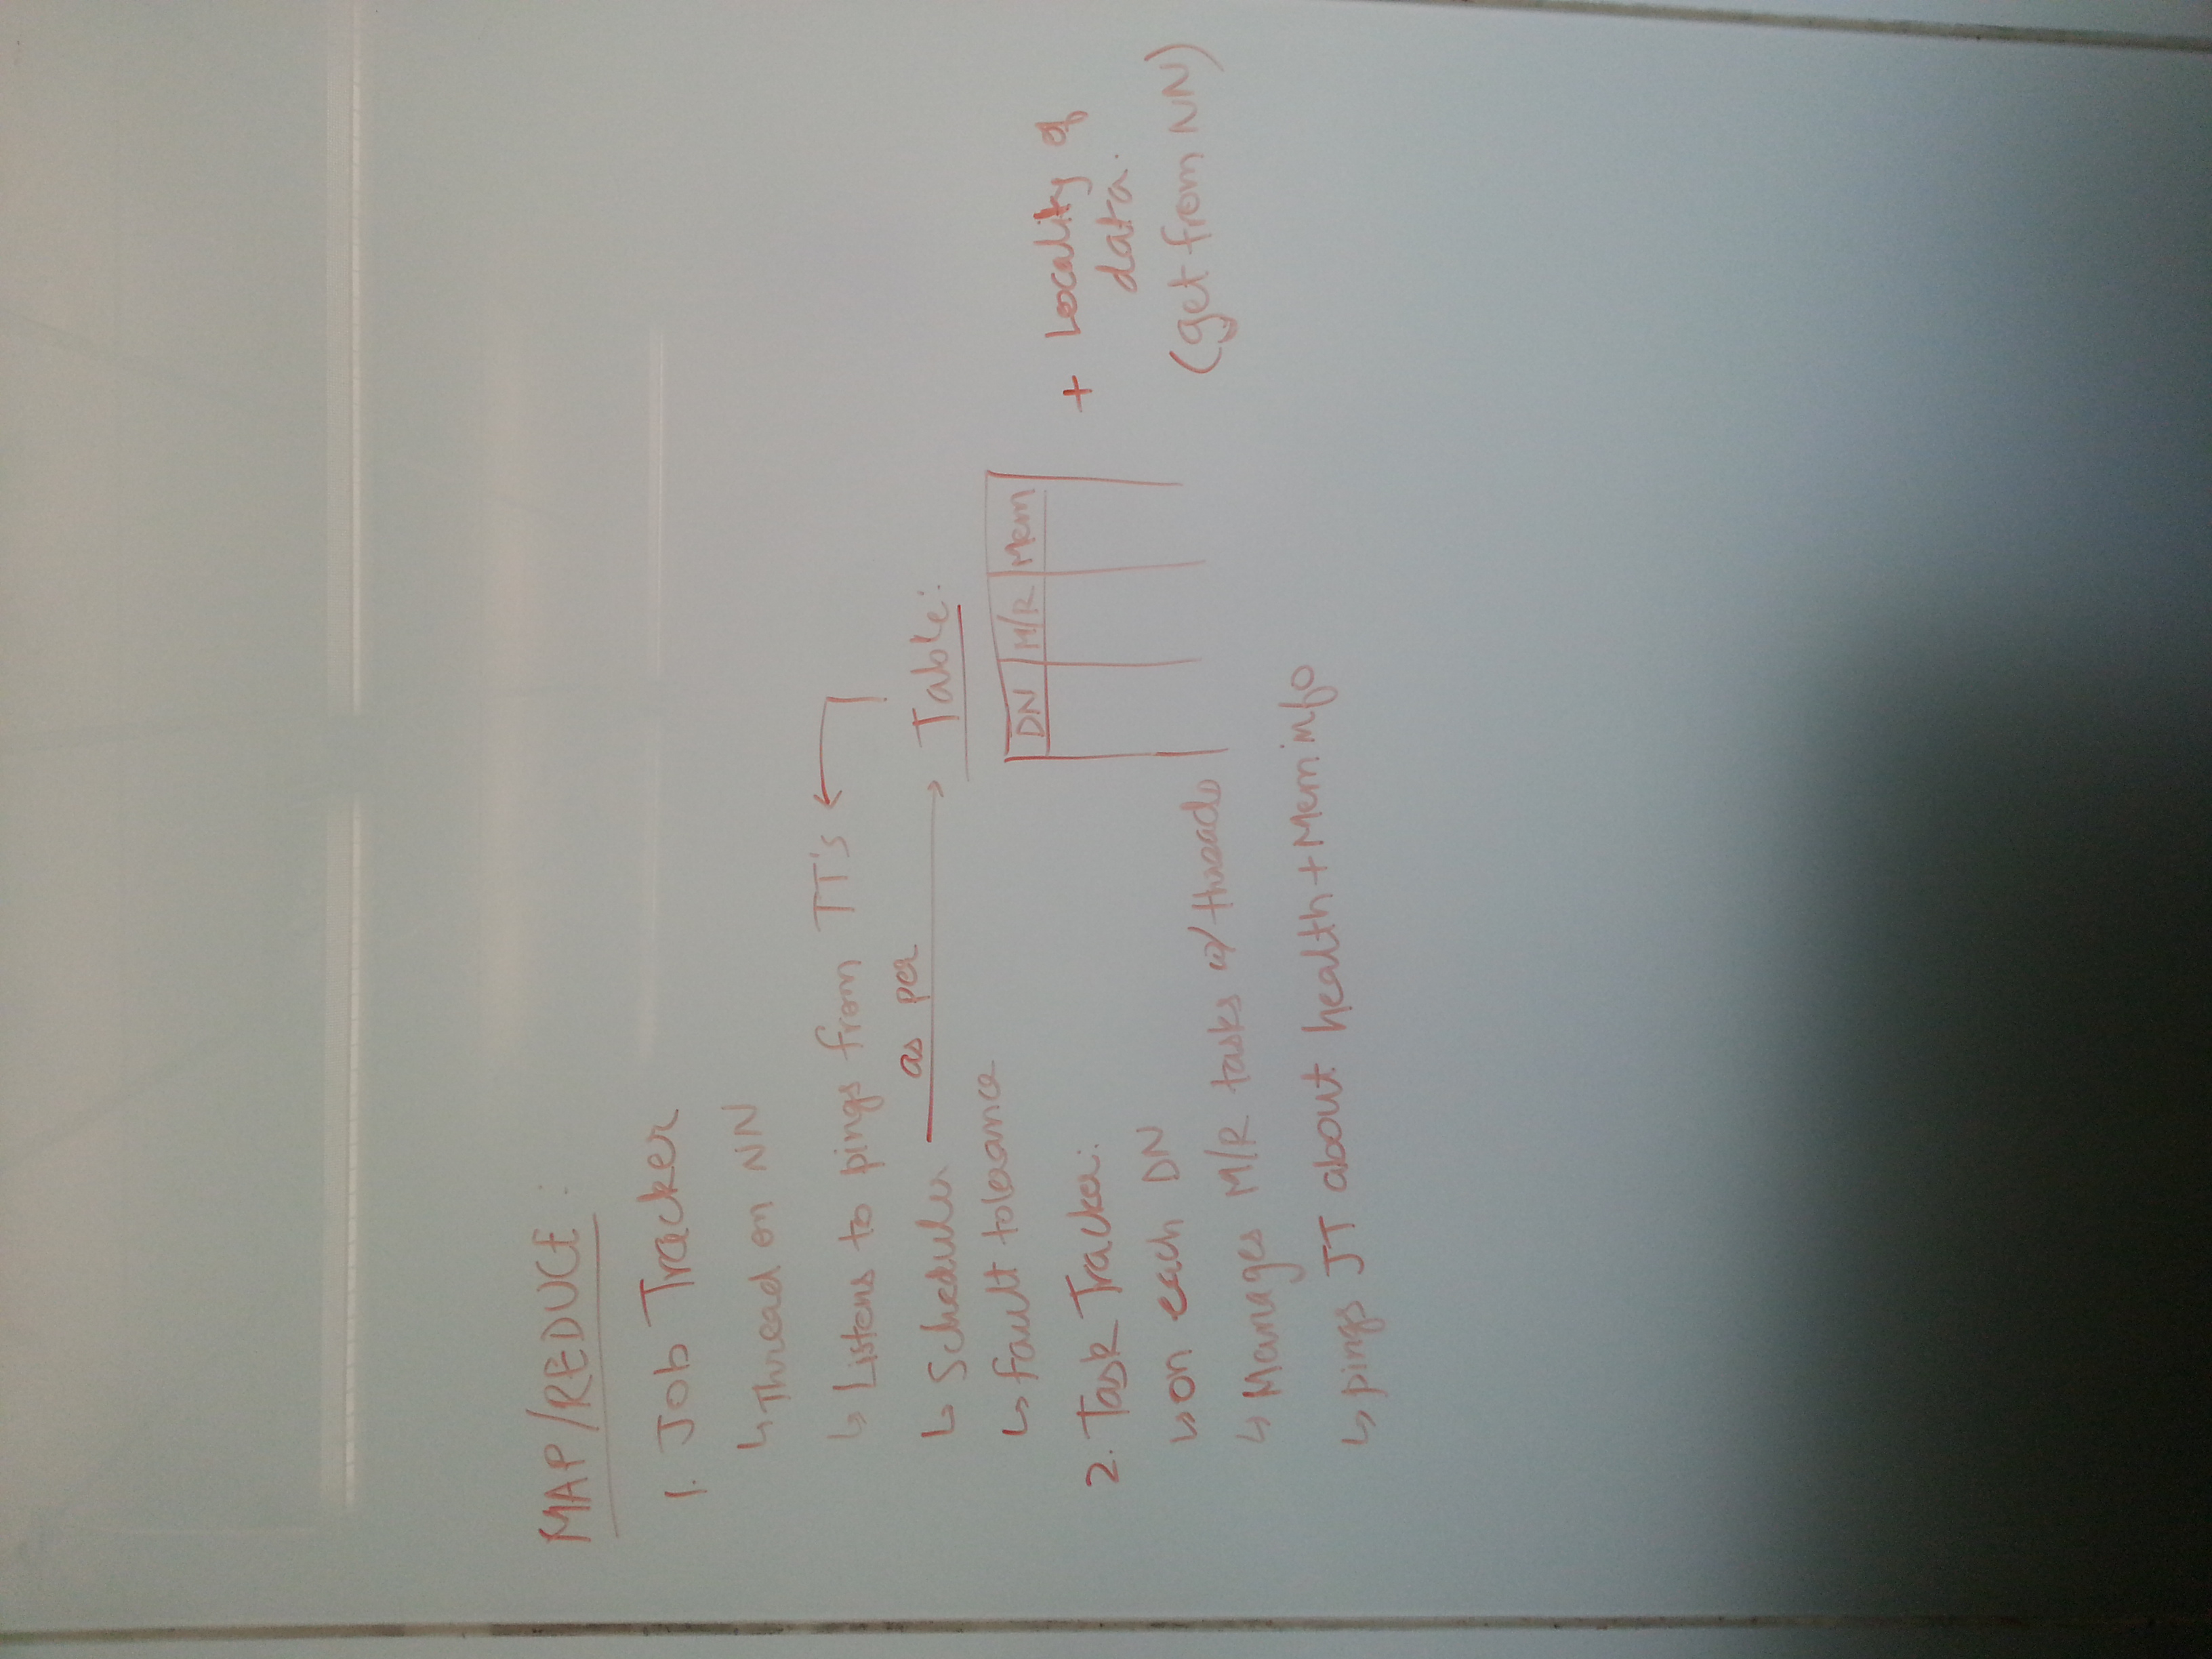 MAP/REDUCE:
1. Job Tracker
↳ Thread on NN
↳ Listens to pings from TT's
↳ Scheduler as per Table:
↳ fault tolerance
DN M/R Mem
+ Locality of
data.
(get from NN)
2. Task Tracker:
↳ on each DN
↳ Manages M/R tasks w/ threads
↳ pings JT about health + Mem info